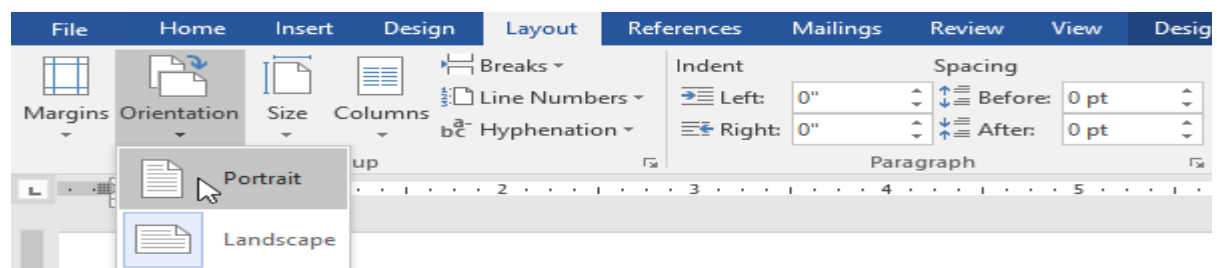 File Home Insert Design Layout References Mailings Review View Desig
Breaks Indent Spacing
Line Numbers Left: 0" Before: 0 pt
Margins Orientation Size Columns
Hyphenation Right: 0" After: 0 pt
up Paragraph
Portrait
2 3 4 5
Landscape